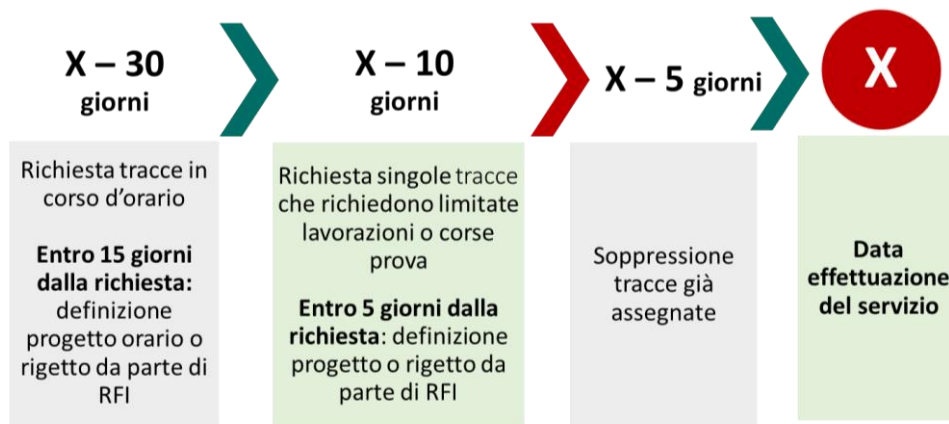 X – 30
giorni
Richiesta tracce in
corso d'orario
Entro 15 giorni
dalla richiesta:
definizione
progetto orario o
rigetto da parte di
RFI
X – 10
giorni
Richiesta singole tracce
che richiedono limitate
lavorazioni o corse
prova
Entro 5 giorni dalla
richiesta: definizione
progetto o rigetto da
parte di RFI
X – 5 giorni
Soppressione
tracce già
assegnate
X
Data
effettuazione
del servizio